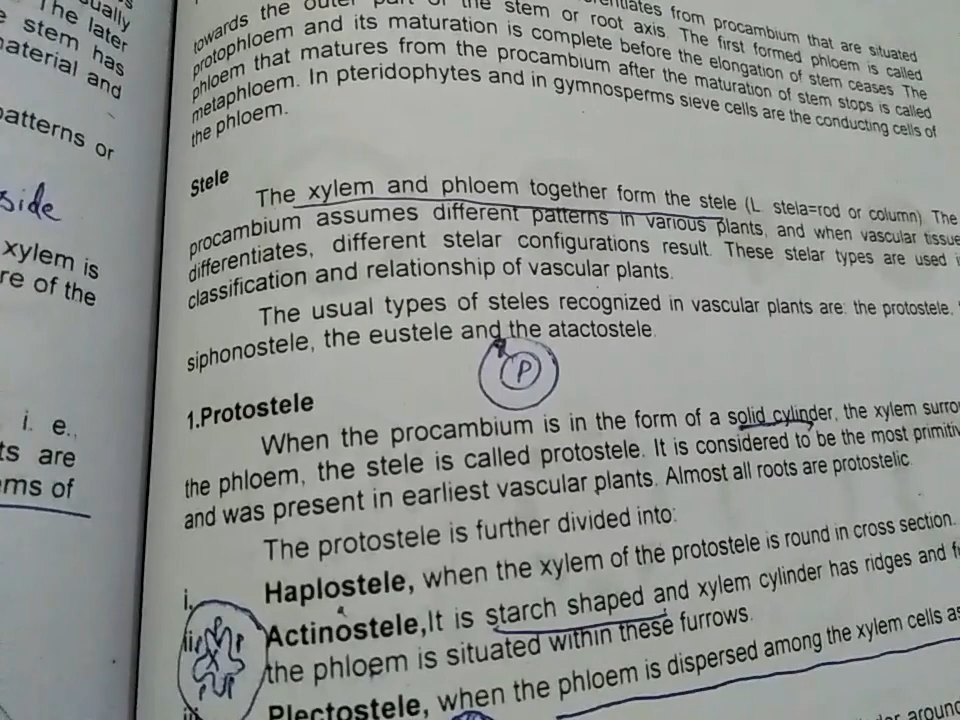 ually
The later
stem has
material and
patterns or
side
xylem is
re of the
i. e.,
ts are
ms of
from procambium that are situated
towards the outer part of the stem or root axis. The first formed phloem is called
protophloem and its maturation is complete before the elongation of stem ceases The
phloem that matures from the procambium after the maturation of stem stops is called
metaphloem. In pteridophytes and in gymnosperms sieve cells are the conducting cells of
the phloem.
Stele
The xylem and phloem together form the stele (L. stela=rod or column). The
procambium assumes different patterns in various plants, and when vascular tissue
differentiates, different stelar configurations result. These stelar types are used
classification and relationship of vascular plants.
The usual types of steles recognized in vascular plants are: the protostele,
siphonostele, the eustele and the atactostele.
P
1.Protostele
When the procambium is in the form of a solid cylinder, the xylem surro
the phloem, the stele is called protostele. It is considered to be the most primitiv
and was present in earliest vascular plants. Almost all roots are protostelic.
The protostele is further divided into:
i. Haplostele, when the xylem of the protostele is round in cross section.
ii. Actinostele,It is starch shaped and xylem cylinder has ridges and
X
the phloem is situated within these furrows.
Plectostele, when the phloem is dispersed among the xylem cells as
around